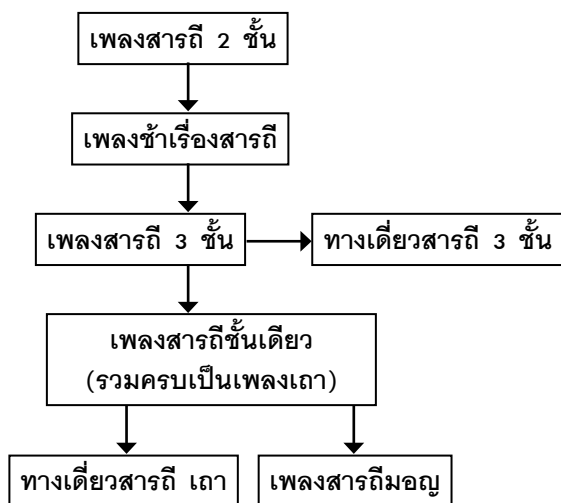 เพลงสารถี 2 ชั้น
เพลงช้าเรื่องสารถี
เพลงสารถี 3 ชั้น
ทางเดี่ยวสารถี 3 ชั้น
เพลงสารถีชั้นเดียว
(รวมครบเป็นเพลงเถา)
ทางเดี่ยวสารถี เถา
เพลงสารถีมอญ